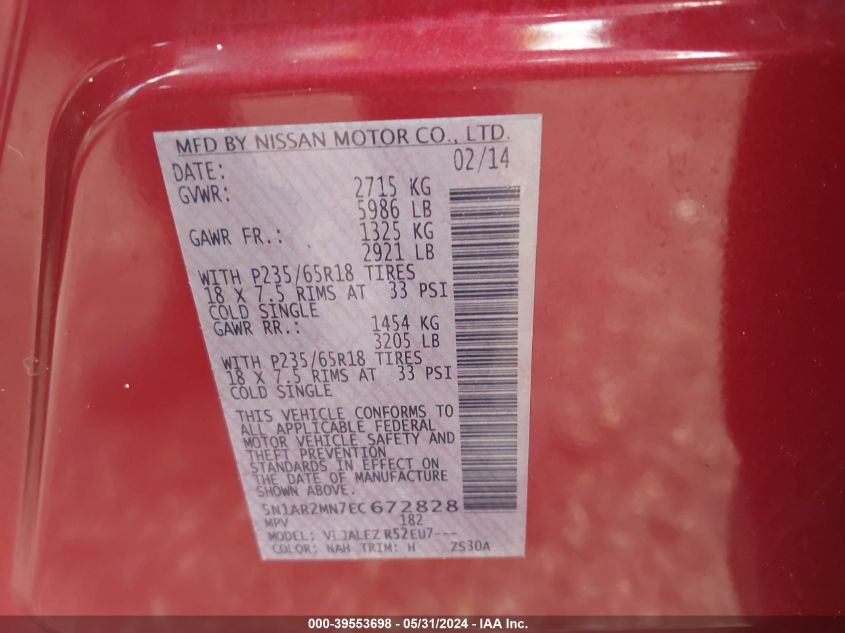 MFD BY NISSAN MOTOR CO., LTD.
DATE: 02/14
GVWR: 2715 KG
5986 LB
GAWR FR.: 1325 KG
2921 LB
WITH P235/65R18 TIRES
18 X 7.5 RIMS AT 33 PSI
COLD SINGLE
GAWR RR.: 1454 KG
3205 LB
WITH P235/65R18 TIRES
18 X 7.5 RIMS AT 33 PSI
COLD SINGLE
THIS VEHICLE CONFORMS TO
ALL APPLICABLE FEDERAL
MOTOR VEHICLE SAFETY AND
THEFT PREVENTION
STANDARDS IN EFFECT ON
THE DATE OF MANUFACTURE
SHOWN ABOVE.
5N1AR2MN7EC672828
MPV 182
MODEL: R52EU7---
COLOR: NAH TRIM: H ZS30A
000-39553698 - 05/31/2024 - IAA Inc.